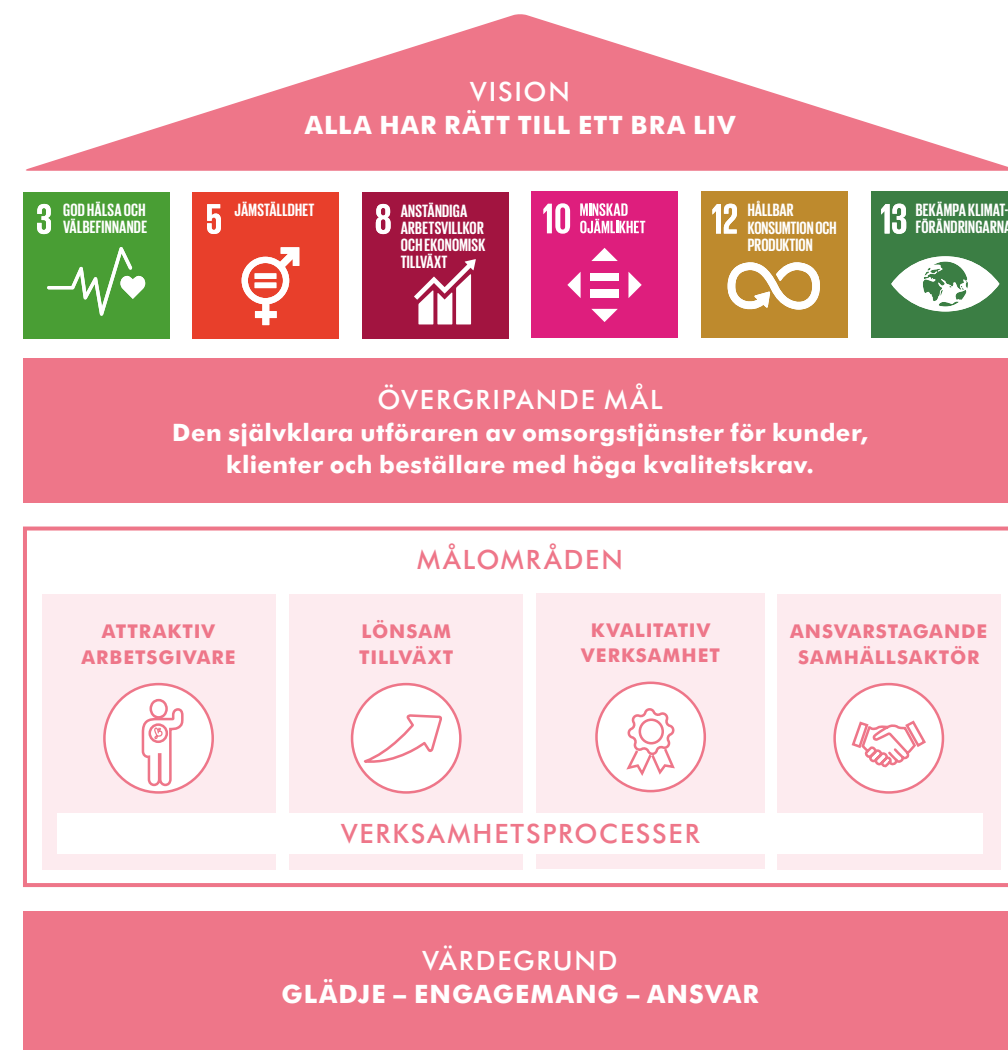 VISION
ALLA HAR RÄTT TILL ETT BRA LIV
3 GOD HÄLSA OCH
VÄLBEFINNANDE
5 JÄMSTÄLLDHET
8 ANSTÄNDIGA
ARBETSVILLKOR
OCH EKONOMISK
TILLVÄXT
10 MINSKAD
OJÄMLIKHET
12 HÅLLBAR
KONSUMTION OCH
PRODUKTION
13 BEKÄMPA KLIMAT-
FÖRÄNDRINGARNA
ÖVERGRIPANDE MÅL
Den självklara utföraren av omsorgstjänster för kunder,
klienter och beställare med höga kvalitetskrav.
MÅLOMRÅDEN
ATTRAKTIV
ARBETSGIVARE
LÖNSAM
TILLVÄXT
KVALITATIV
VERKSAMHET
ANSVARSTAGANDE
SAMHÄLLSAKTÖR
VERKSAMHETSPROCESSER
VÄRDEGRUND
GLÄDJE – ENGAGEMANG – ANSVAR